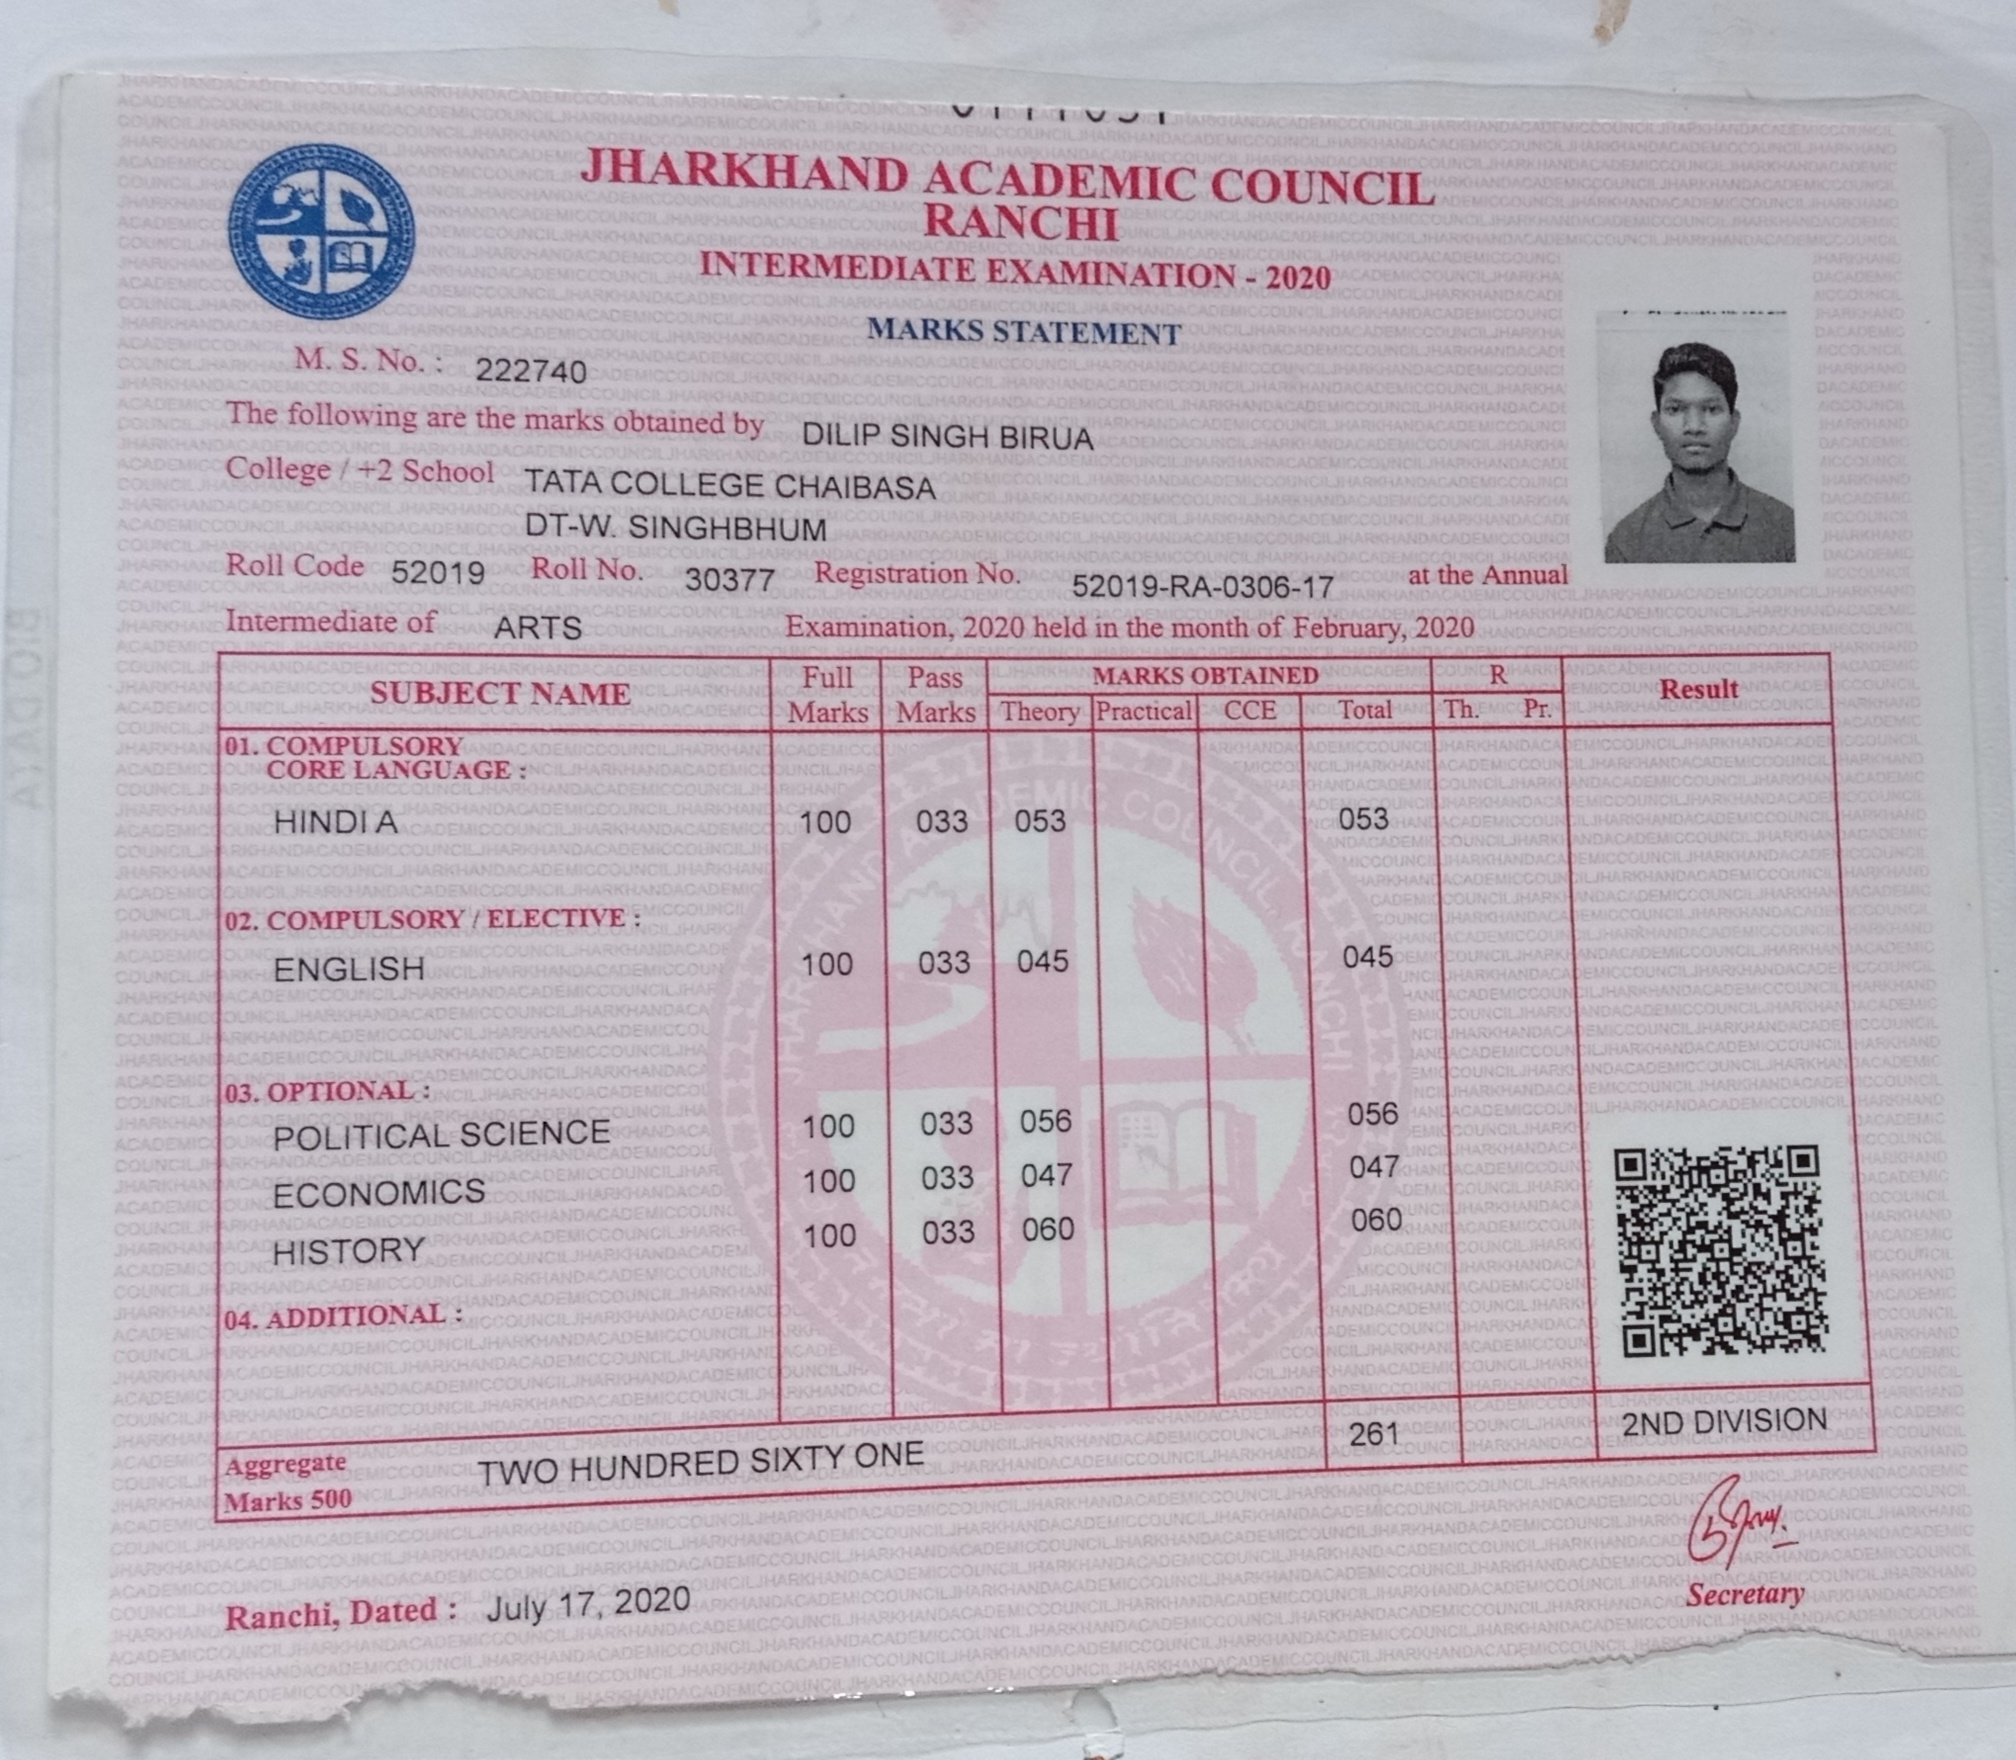 JHARKHAND ACADEMIC COUNCIL
RANCHI
INTERMEDIATE EXAMINATION - 2020
MARKS STATEMENT
M. S. No. : 222740
The following are the marks obtained by DILIP SINGH BIRUA
College / +2 School TATA COLLEGE CHAIBASA
DT-W. SINGHBHUM
Roll Code 52019 Roll No. 30377 Registration No. 52019-RA-0306-17 at the Annual
Intermediate of ARTS Examination, 2020 held in the month of February, 2020
SUBJECT NAME Full Marks Pass Marks MARKS OBTAINED R Result
Theory Practical CCE Total Th. Pr.
01. COMPULSORY
CORE LANGUAGE :
HINDI A 100 033 053 053
02. COMPULSORY / ELECTIVE :
ENGLISH 100 033 045 045
03. OPTIONAL :
POLITICAL SCIENCE 100 033 056 056
ECONOMICS 100 033 047 047
HISTORY 100 033 060 060
04. ADDITIONAL :
Aggregate Marks 500 TWO HUNDRED SIXTY ONE 261 2ND DIVISION
Ranchi, Dated : July 17, 2020
Secretary
JHARKHAND ACADEMIC COUNCIL RANCHI
BIO DATA